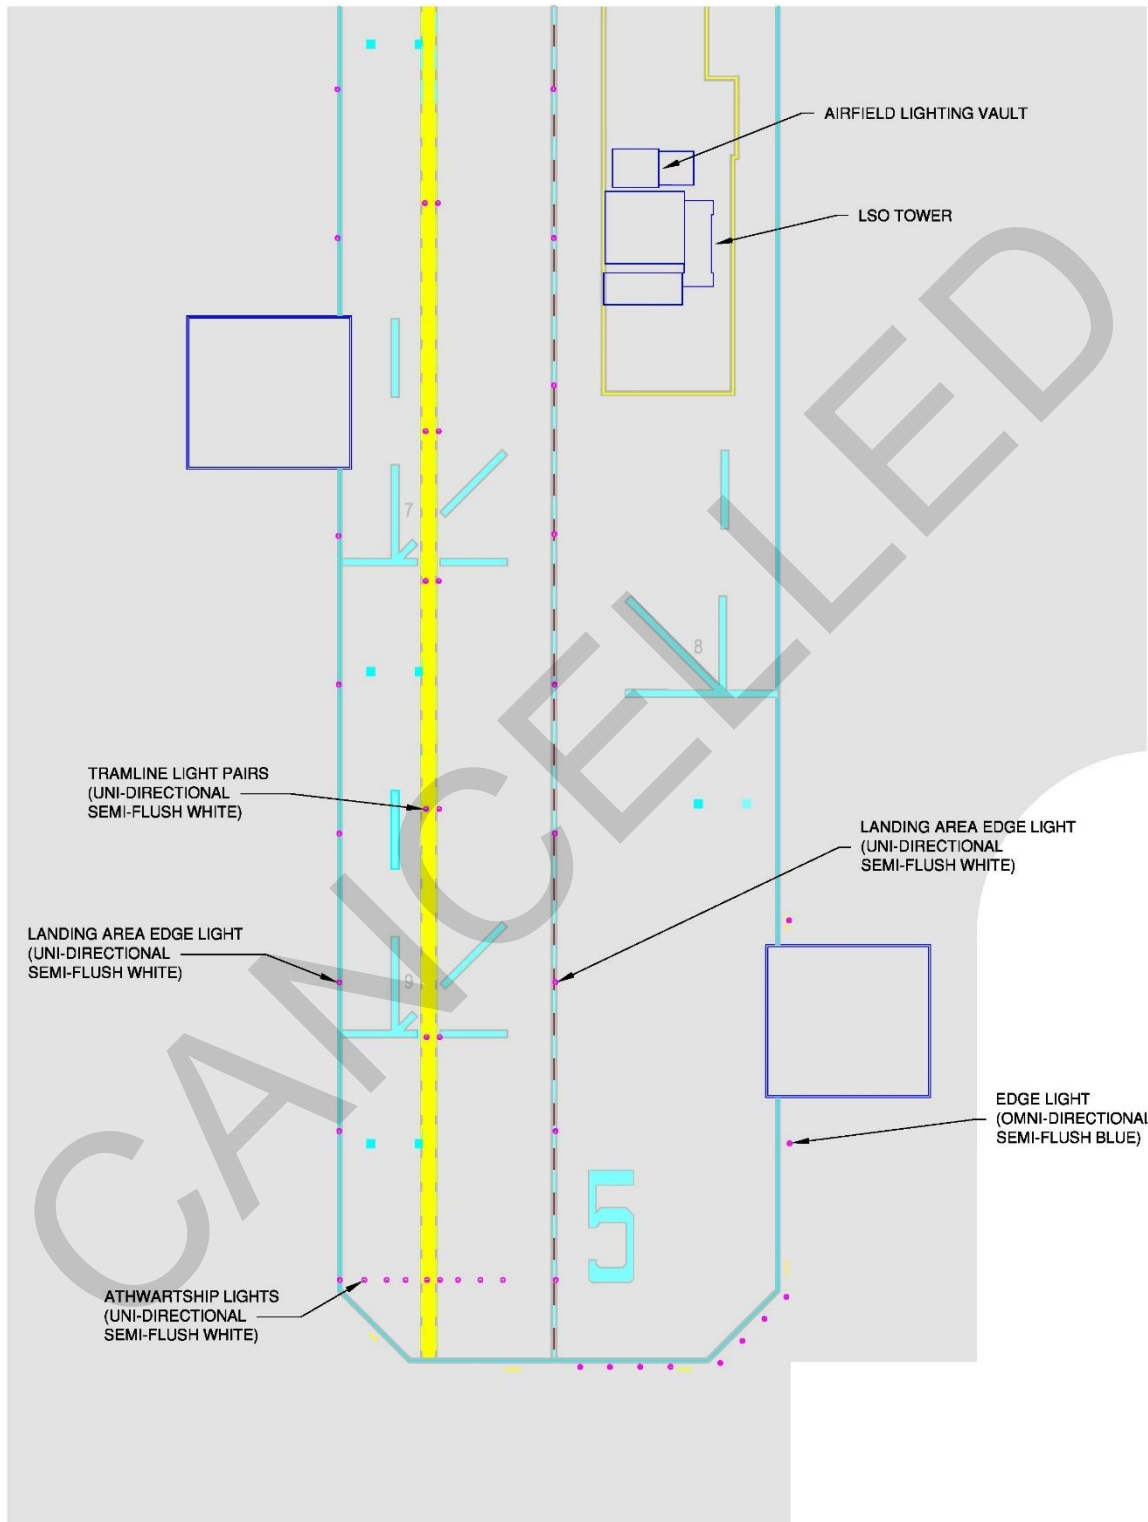 AIRFIELD LIGHTING VAULT
LSO TOWER
7
8
TRAMLINE LIGHT PAIRS
(UNI-DIRECTIONAL
SEMI-FLUSH WHITE)
LANDING AREA EDGE LIGHT
(UNI-DIRECTIONAL
SEMI-FLUSH WHITE)
LANDING AREA EDGE LIGHT
(UNI-DIRECTIONAL
SEMI-FLUSH WHITE)
9
EDGE LIGHT
(OMNI-DIRECTIONAL
SEMI-FLUSH BLUE)
5
ATHWARTSHIP LIGHTS
(UNI-DIRECTIONAL
SEMI-FLUSH WHITE)
CANCELLED